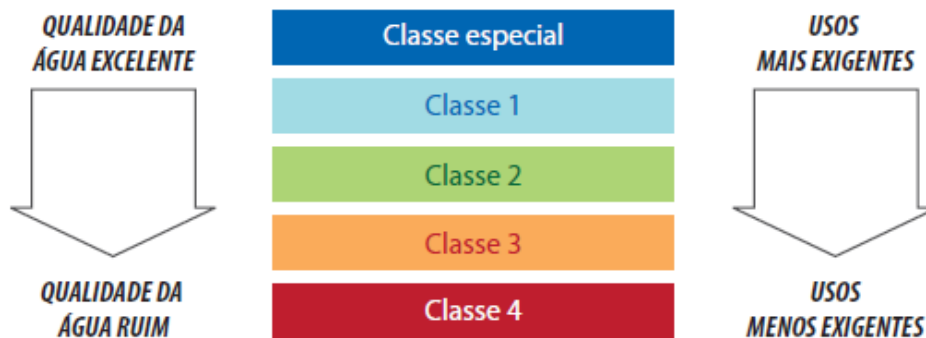 QUALIDADE DA
ÁGUA EXCELENTE
Classe especial
USOS
MAIS EXIGENTES
Classe 1
Classe 2
Classe 3
QUALIDADE DA
ÁGUA RUIM
Classe 4
USOS
MENOS EXIGENTES